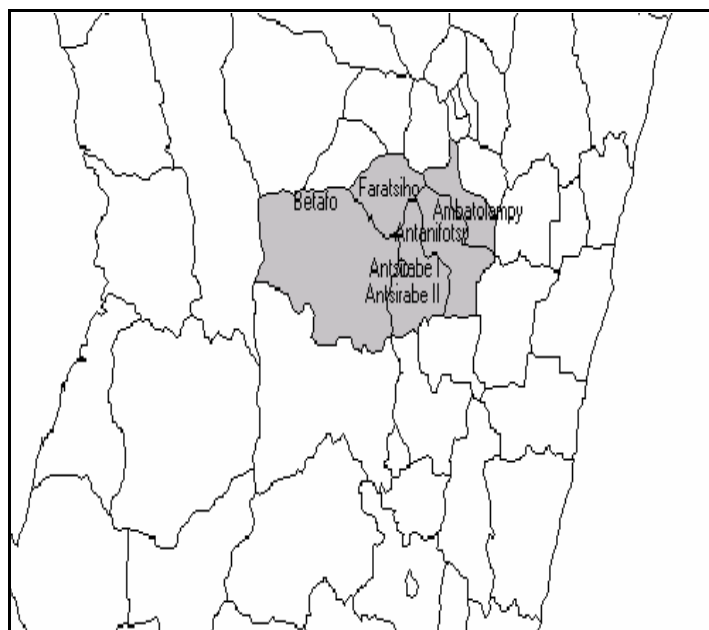 Betafo
Faratsiho
Ambatolampy
Antanifotsy
Antsirabe I
Antsirabe II